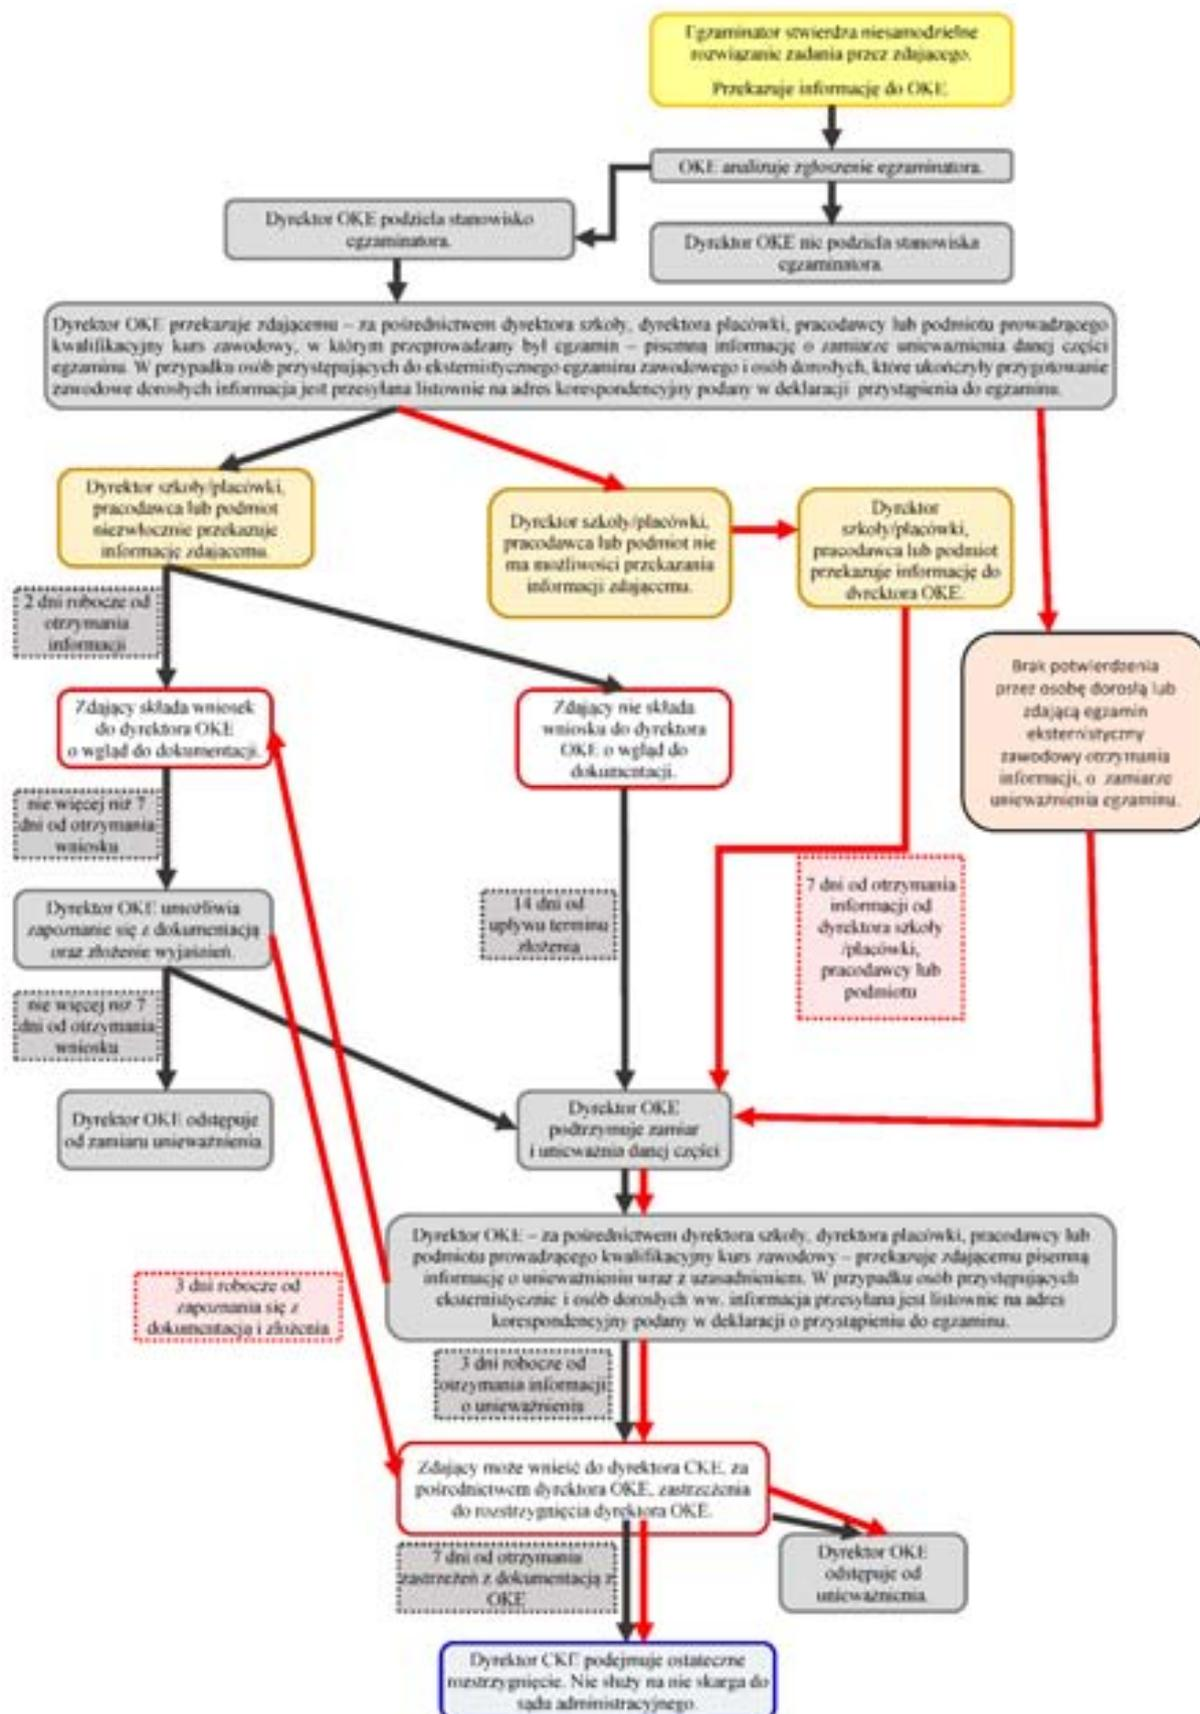 Egzaminator stwierdza niesamodzielne
rozwiązanie zadania przez zdającego.
Przekazuje informację do OKE.
OKE analizuje zgłoszenie egzaminatora.
Dyrektor OKE podziela stanowisko
egzaminatora.
Dyrektor OKE nie podziela stanowiska
egzaminatora.
Dyrektor OKE przekazuje zdającemu – za pośrednictwem dyrektora szkoły, dyrektora placówki, pracodawcy lub podmiotu prowadzącego
kwalifikacyjny kurs zawodowy, w którym przeprowadzany był egzamin – pisemną informację o zamiarze unieważnienia danej części
egzaminu. W przypadku osób przystępujących do eksternistycznego egzaminu zawodowego i osób dorosłych, które ukończyły przygotowanie
zawodowe dorosłych informacja jest przesyłana listownie na adres korespondencyjny podany w deklaracji przystąpienia do egzaminu.
Dyrektor szkoły/placówki,
pracodawca lub podmiot
niezwłocznie przekazuje
informację zdającemu.
Dyrektor szkoły/placówki,
pracodawca lub podmiot nie
ma możliwości przekazania
informacji zdającemu.
Dyrektor
szkoły/placówki,
pracodawca lub podmiot
przekazuje informację do
dyrektora OKE.
2 dni robocze od
otrzymania
informacji
Brak potwierdzenia
przez osobę dorosłą lub
zdającą egzamin
eksternistyczny
zawodowy otrzymania
informacji, o zamiarze
unieważnienia egzaminu.
Zdający składa wniosek
do dyrektora OKE
o wgląd do dokumentacji.
Zdający nie składa
wniosku do dyrektora
OKE o wgląd do
dokumentacji.
nie więcej niż 7
dni od otrzymania
wniosku
7 dni od otrzymania
informacji od
dyrektora szkoły
/placówki,
pracodawcy lub
podmiotu
14 dni od
upływu terminu
złożenia
Dyrektor OKE umożliwia
zapoznanie się z dokumentacją
oraz złożenie wyjaśnień.
nie więcej niż 7
dni od otrzymania
wniosku
Dyrektor OKE odstępuje
od zamiaru unieważnienia.
Dyrektor OKE
podtrzymuje zamiar
i unieważnia danej części
Dyrektor OKE – za pośrednictwem dyrektora szkoły, dyrektora placówki, pracodawcy lub
podmiotu prowadzącego kwalifikacyjny kurs zawodowy – przekazuje zdającemu pisemną
informację o unieważnieniu wraz z uzasadnieniem. W przypadku osób przystępujących
eksternistycznie i osób dorosłych ww. informacja przesyłana jest listownie na adres
korespondencyjny podany w deklaracji o przystąpieniu do egzaminu.
3 dni robocze od
zapoznania się z
dokumentacją i złożenia
3 dni robocze od
otrzymania informacji
o unieważnieniu
Zdający może wnieść do dyrektora CKE, za
pośrednictwem dyrektora OKE, zastrzeżenia
do rozstrzygnięcia dyrektora OKE.
7 dni od otrzymania
zastrzeżeń z dokumentacją z
OKE
Dyrektor OKE
odstępuje od
unieważnienia.
Dyrektor CKE podejmuje ostateczne
rozstrzygnięcie. Nie służy na nie skarga do
sądu administracyjnego.